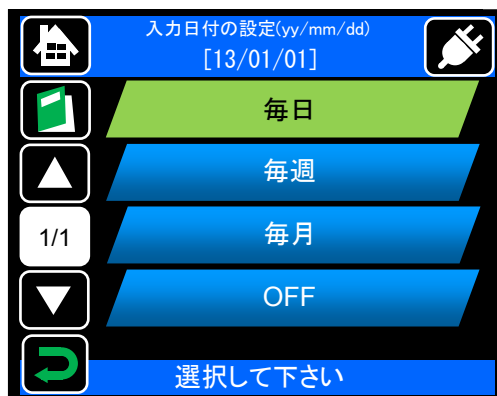 入力日付の設定(yy/mm/dd)
[13/01/01]
毎日
毎週
1/1
毎月
OFF
選択して下さい